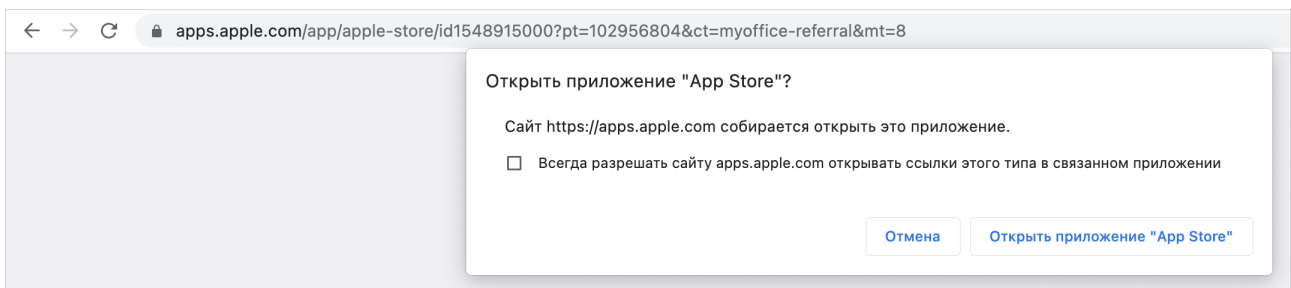 apps.apple.com/app/apple-store/id1548915000?pt=102956804&ct=myoffice-referral&mt=8
Открыть приложение "App Store"?
Сайт https://apps.apple.com собирается открыть это приложение.
Всегда разрешать сайту apps.apple.com открывать ссылки этого типа в связанном приложении
Отмена
Открыть приложение "App Store"